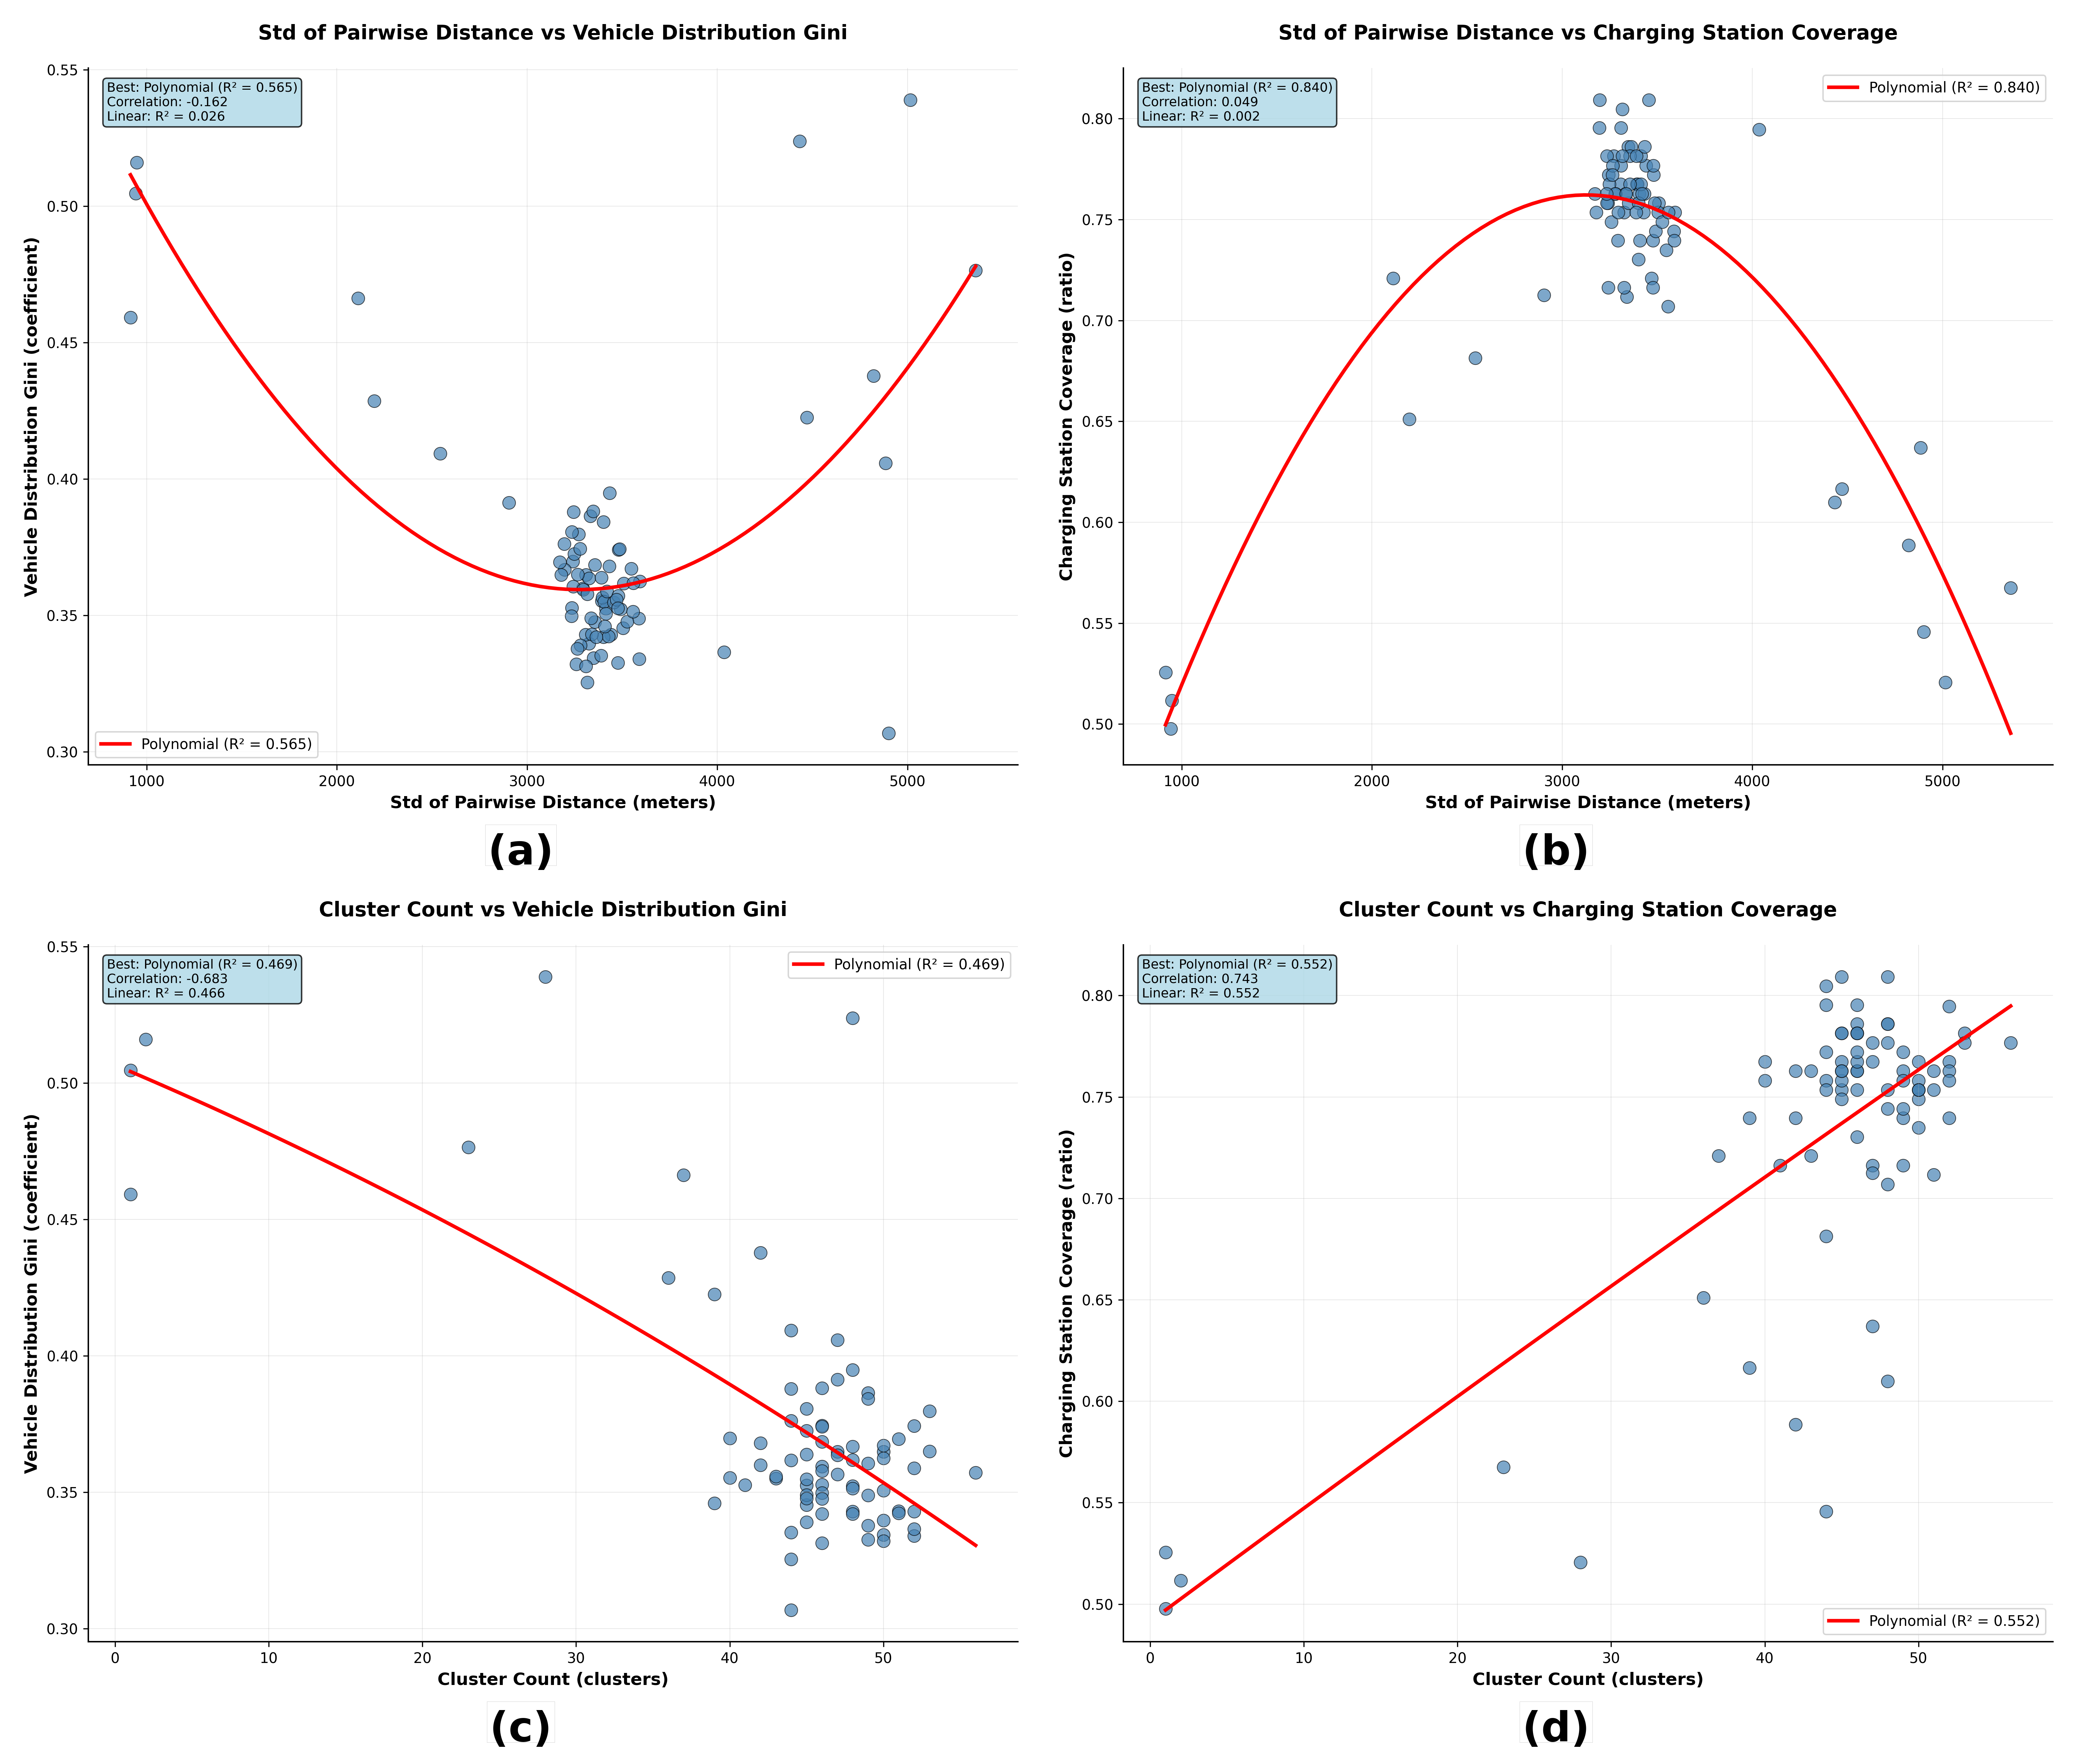 Std of Pairwise Distance vs Vehicle Distribution Gini
Best: Polynomial (R² = 0.565)
Correlation: -0.162
Linear: R² = 0.026
Vehicle Distribution Gini (coefficient)
0.55
0.50
0.45
0.40
0.35
0.30
Polynomial (R² = 0.565)
1000 2000 3000 4000 5000
Std of Pairwise Distance (meters)
(a)
Std of Pairwise Distance vs Charging Station Coverage
Best: Polynomial (R² = 0.840)
Correlation: 0.049
Linear: R² = 0.002
Polynomial (R² = 0.840)
Charging Station Coverage (ratio)
0.80
0.75
0.70
0.65
0.60
0.55
0.50
1000 2000 3000 4000 5000
Std of Pairwise Distance (meters)
(b)
Cluster Count vs Vehicle Distribution Gini
Best: Polynomial (R² = 0.469)
Correlation: -0.683
Linear: R² = 0.466
Polynomial (R² = 0.469)
Vehicle Distribution Gini (coefficient)
0.55
0.50
0.45
0.40
0.35
0.30
0 10 20 30 40 50
Cluster Count (clusters)
(c)
Cluster Count vs Charging Station Coverage
Best: Polynomial (R² = 0.552)
Correlation: 0.743
Linear: R² = 0.552
Charging Station Coverage (ratio)
0.80
0.75
0.70
0.65
0.60
0.55
0.50
Polynomial (R² = 0.552)
0 10 20 30 40 50
Cluster Count (clusters)
(d)